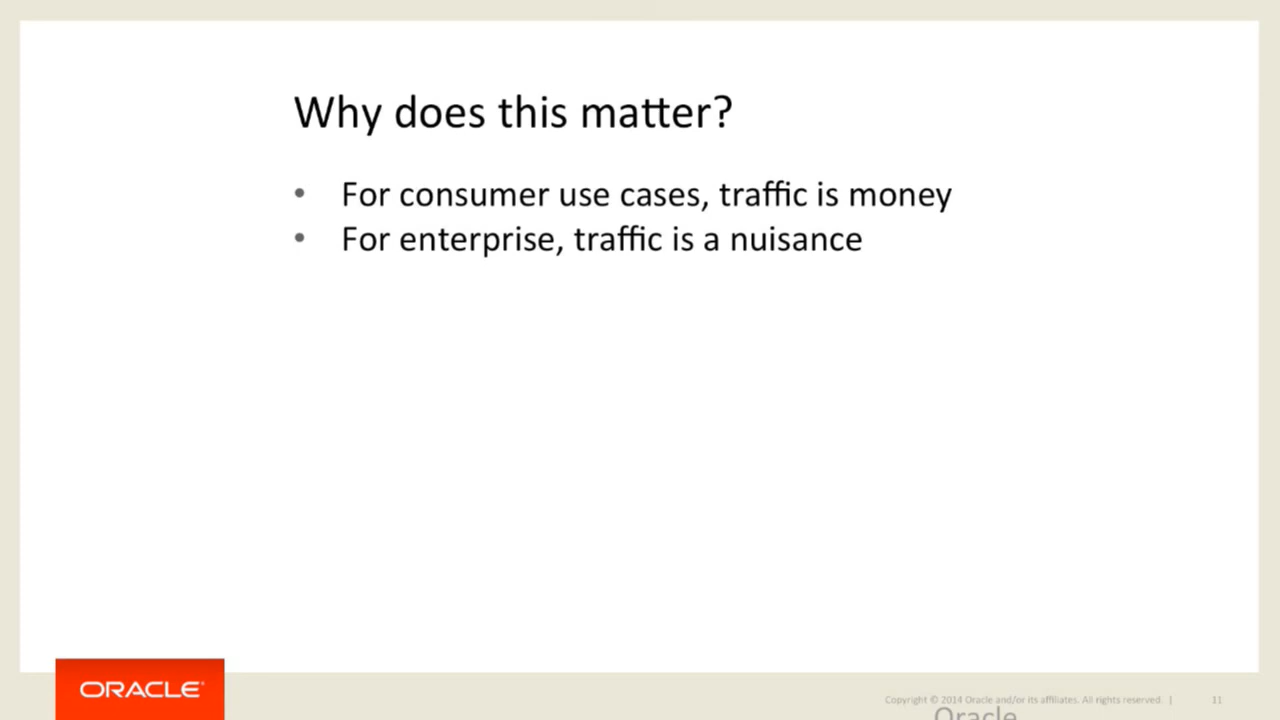 Why does this matter?
• For consumer use cases, traffic is money
• For enterprise, traffic is a nuisance
ORACLE®
Copyright © 2014 Oracle and/or its affiliates. All rights reserved. |
11
Oracle